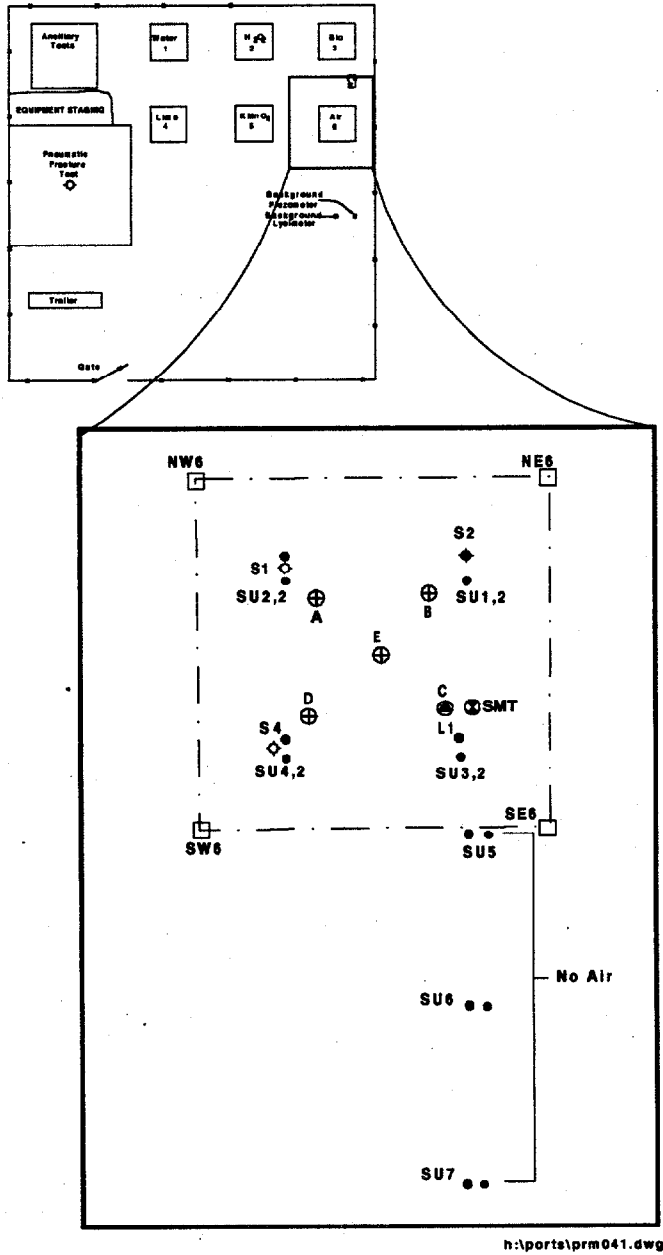 Ancillary
Tests
Water
1
H2O2
2
Bio
3
EQUIPMENT STAGING
Lime
4
KMnO4
5
Air
6
Pneumatic
Fracture
Test
Background
Piezometer
Background
Lysimeter
Trailer
Gate
NW6
NE6
S2
S1
SU2,2
SU1,2
A
B
E
D
C
SMT
S4
L1
SU4,2
SU3,2
SE6
SW6
SU5
No Air
SU6
SU7
h:\ports\prm041.dwg